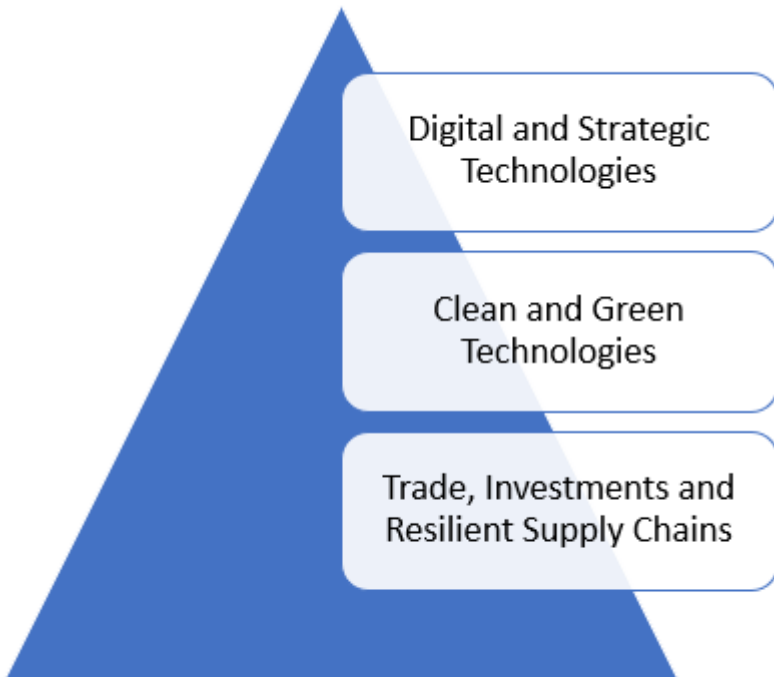 Digital and Strategic
Technologies
Clean and Green
Technologies
Trade, Investments and
Resilient Supply Chains